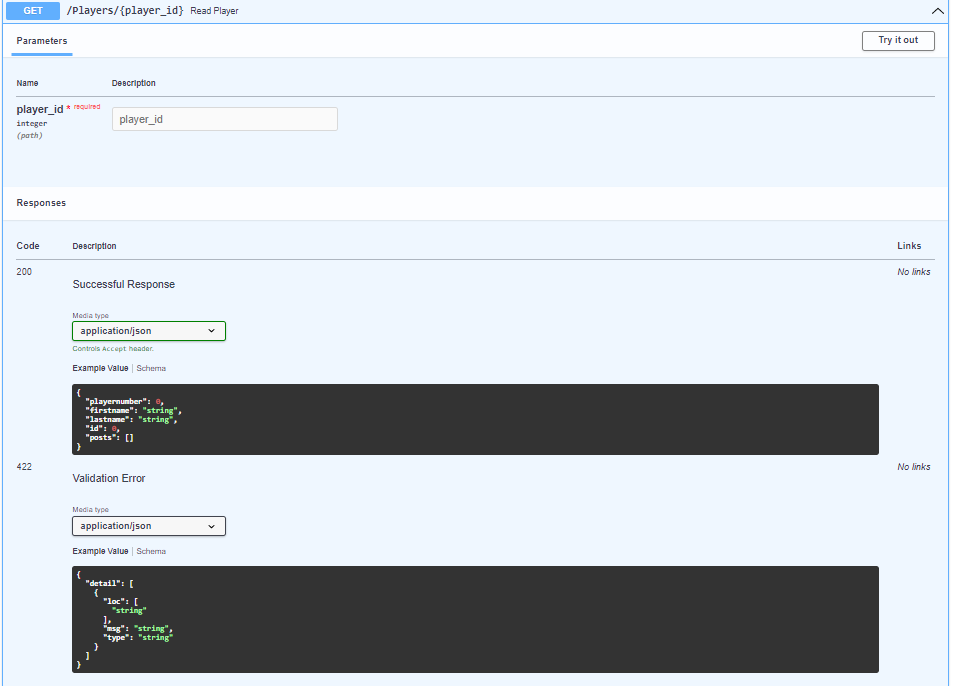 GET /Players/{player_id} Read Player
Parameters
Try it out
Name Description
player_id * required
integer
(path)
player_id
Responses
Code Description Links
200 No links
Successful Response
Media type
application/json
Controls Accept header.
Example Value | Schema
{
  "playernumber": 0,
  "firstname": "string",
  "lastname": "string",
  "id": 0,
  "posts": []
}
422 No links
Validation Error
Media type
application/json
Example Value | Schema
{
  "detail": [
    {
      "loc": [
        "string"
      ],
      "msg": "string",
      "type": "string"
    }
  ]
}